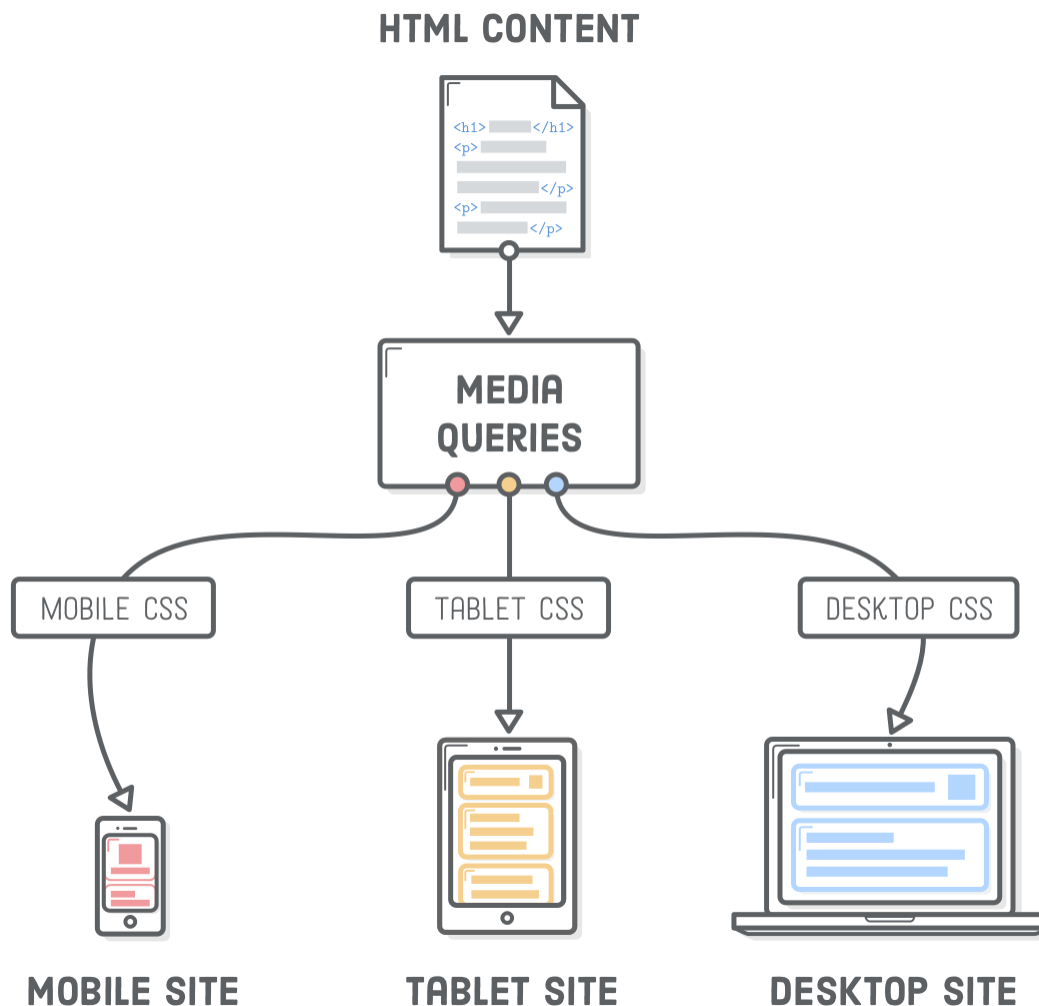 HTML CONTENT
<h1> </h1>
<p>
</p>
<p>
</p>
MEDIA
QUERIES
MOBILE CSS
TABLET CSS
DESKTOP CSS
MOBILE SITE
TABLET SITE
DESKTOP SITE